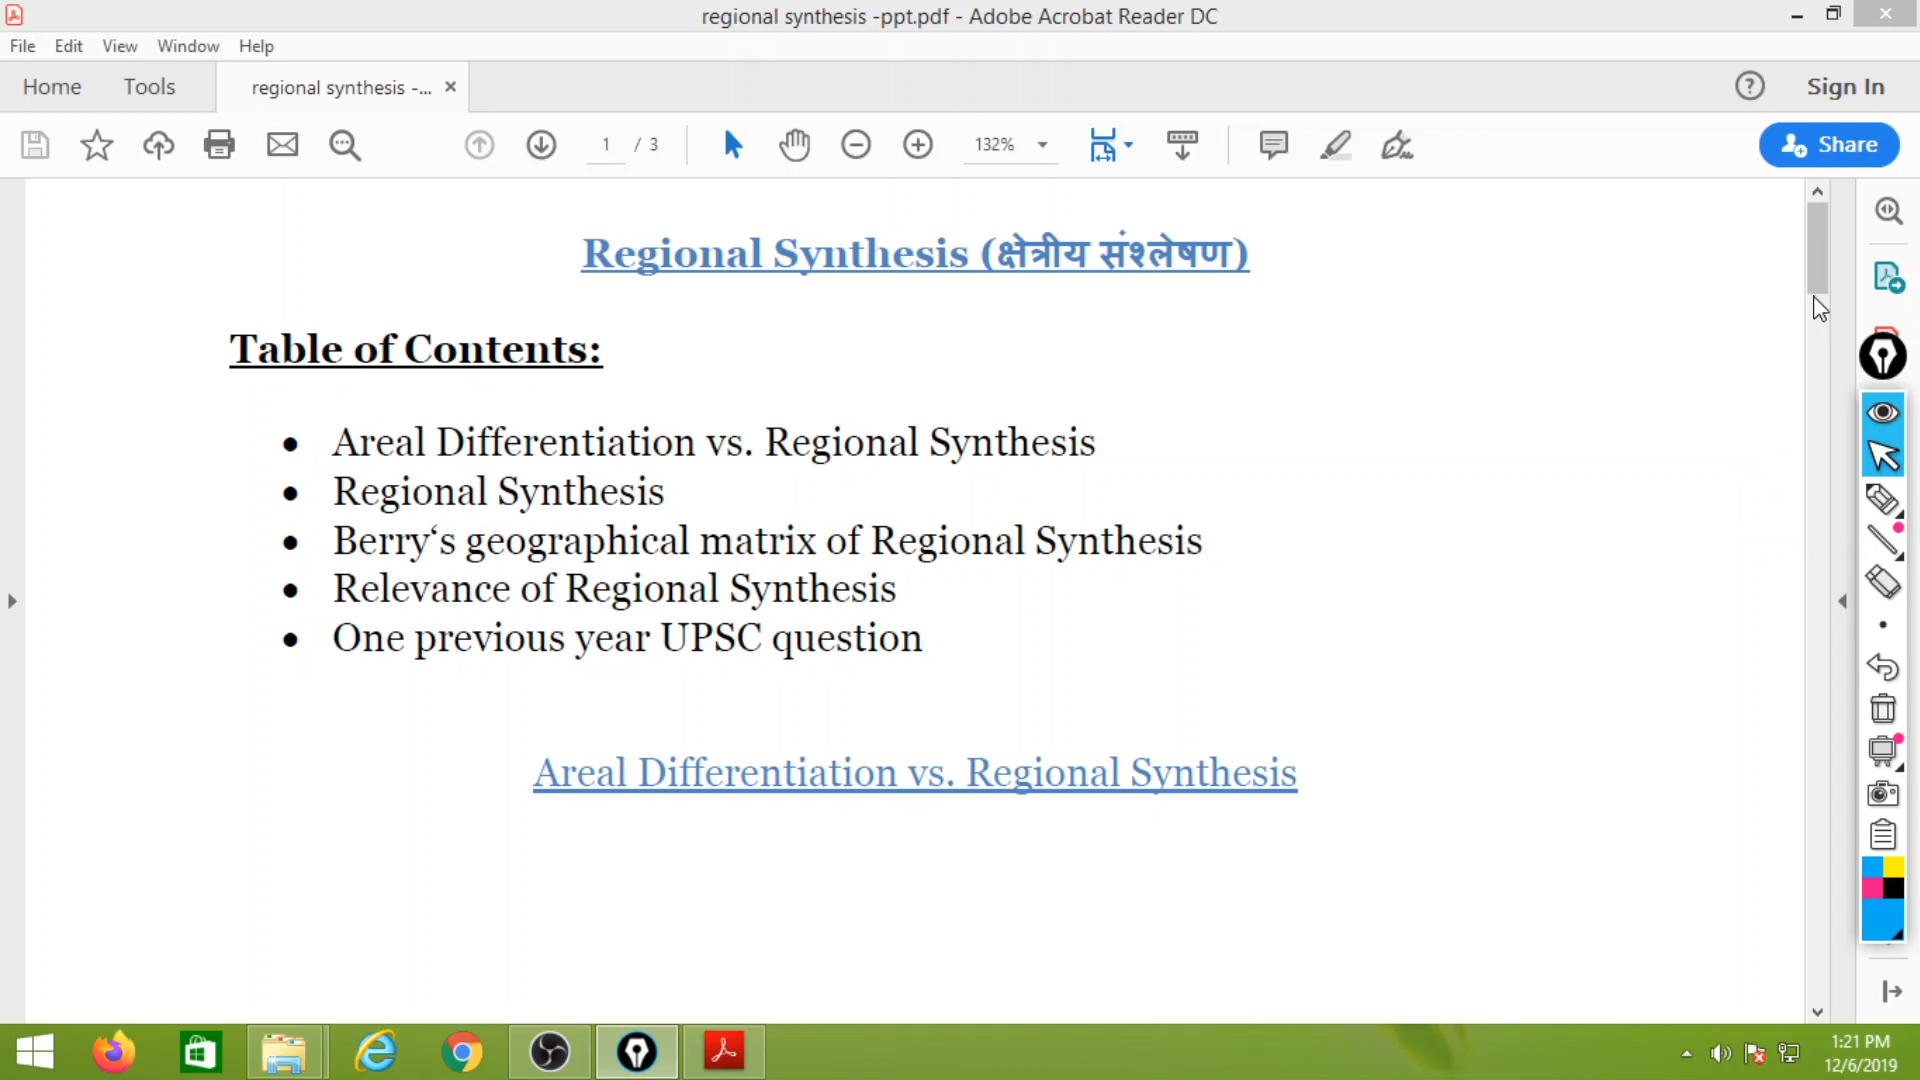 regional synthesis -ppt.pdf - Adobe Acrobat Reader DC
File Edit View Window Help
Home Tools regional synthesis -... × Sign In
1 / 3 132% Share
Regional Synthesis (क्षेत्रीय संश्लेषण)
Table of Contents:
• Areal Differentiation vs. Regional Synthesis
• Regional Synthesis
• Berry‘s geographical matrix of Regional Synthesis
• Relevance of Regional Synthesis
• One previous year UPSC question
Areal Differentiation vs. Regional Synthesis
1:21 PM
12/6/2019